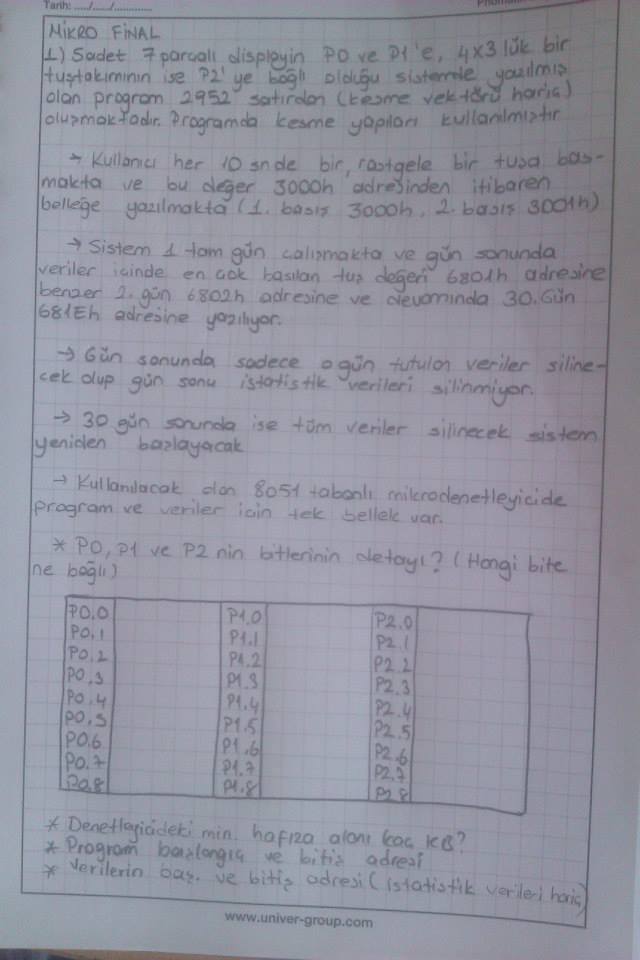 Tarih: ...../...../..............
MİKRO FİNAL
1) Sadet 7 parcalı displayin P0 ve P1'e, 4x3 lük bir
tuştakımının ise P2'ye bağlı olduğu sistemde yazılmış
olan program 2952 satırdan (kesme vektörü hariç)
oluşmaktadır. Programda kesme yapıları kullanılmıştır
→ Kullanıcı her 10 snde bir, rastgele bir tuşa bas-
makta ve bu değer 3000h adresinden itibaren
belleğe yazılmakta (1. basış 3000h, 2. basış 3001h)
→ Sistem 1 tam gün çalışmakta ve gün sonunda
veriler içinde en çok basılan tuş değeri 6801h adresine
benzer 2. gün 6802h adresine ve devamında 30. Gün
681Eh adresine yazılıyor.
→ Gün sonunda sadece o gün tutulan veriler siline-
cek olup gün sonu istatistik verileri silinmiyor.
→ 30 gün sonunda ise tüm veriler silinecek sistem
yeniden başlayacak
→ Kullanılacak olan 8051 tabanlı mikrodenetleyicide
program ve veriler için tek bellek var.
* P0, P1 ve P2 nin bitlerinin detayı? (Hangi bite
ne bağlı)
P0.0 P1.0 P2.0
P0.1 P1.1 P2.1
P0.2 P1.2 P2.2
P0.3 P1.3 P2.3
P0.4 P1.4 P2.4
P0.5 P1.5 P2.5
P0.6 P1.6 P2.6
P0.7 P1.7 P2.7
P0.8 P1.8 P2.8
* Denetleyicideki min. hafıza alanı kaç KB?
* Program başlangıç ve bitiş adresi
* Verilerin baş. ve bitiş adresi (istatistik verileri hariç)
www.univer-group.com